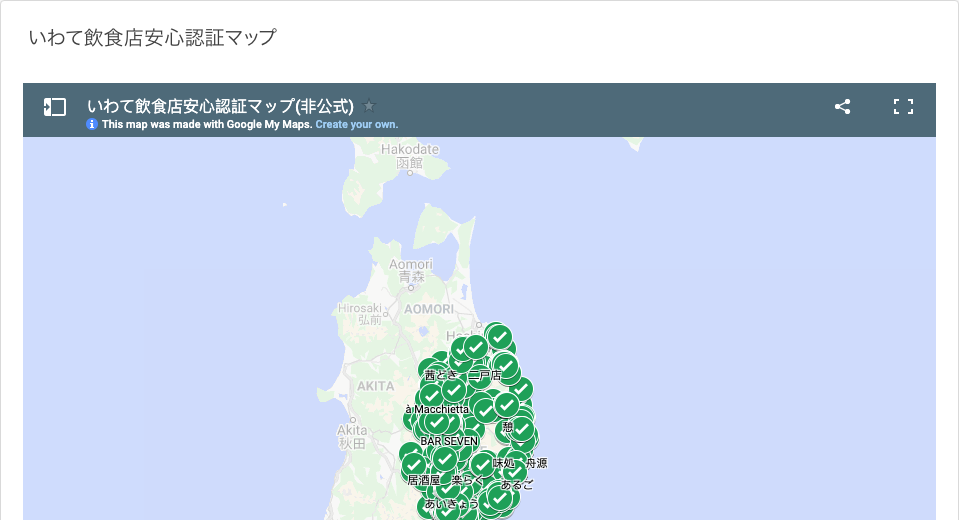 いわて飲食店安心認証マップ
いわて飲食店安心認証マップ(非公式)
This map was made with Google My Maps. Create your own.
Hakodate
函館
Aomori
青森
Hirosaki
弘前
AOMORI
茜どき
二戸店
AKITA
à Macchietta
憩
Akita
秋田
BAR SEVEN
味処
舟源
居酒屋
楽らく
あるご
あいきょう